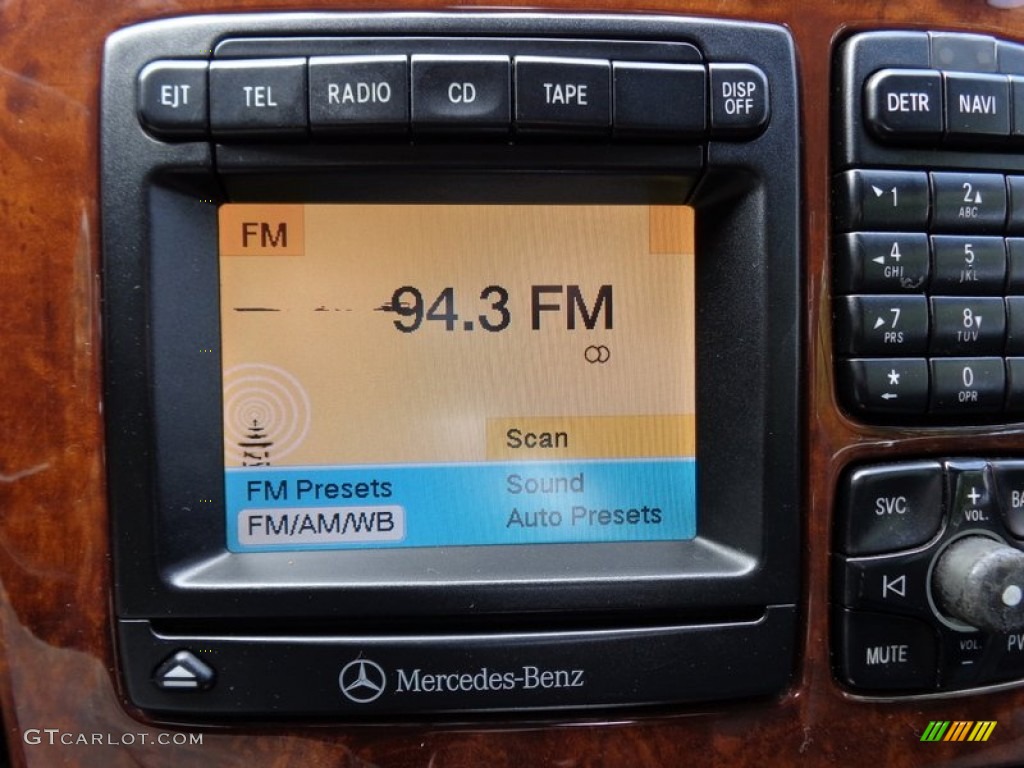 EJT TEL RADIO CD TAPE DISP OFF
DETR NAVI
FM
94.3 FM
Scan
FM Presets Sound
FM/AM/WB Auto Presets
1 2 ABC
4 GHI 5 JKL
7 PRS 8 TUV
* 0 OPR
SVC + VOL.
MUTE VOL. −
Mercedes-Benz
GTCARLOT.COM